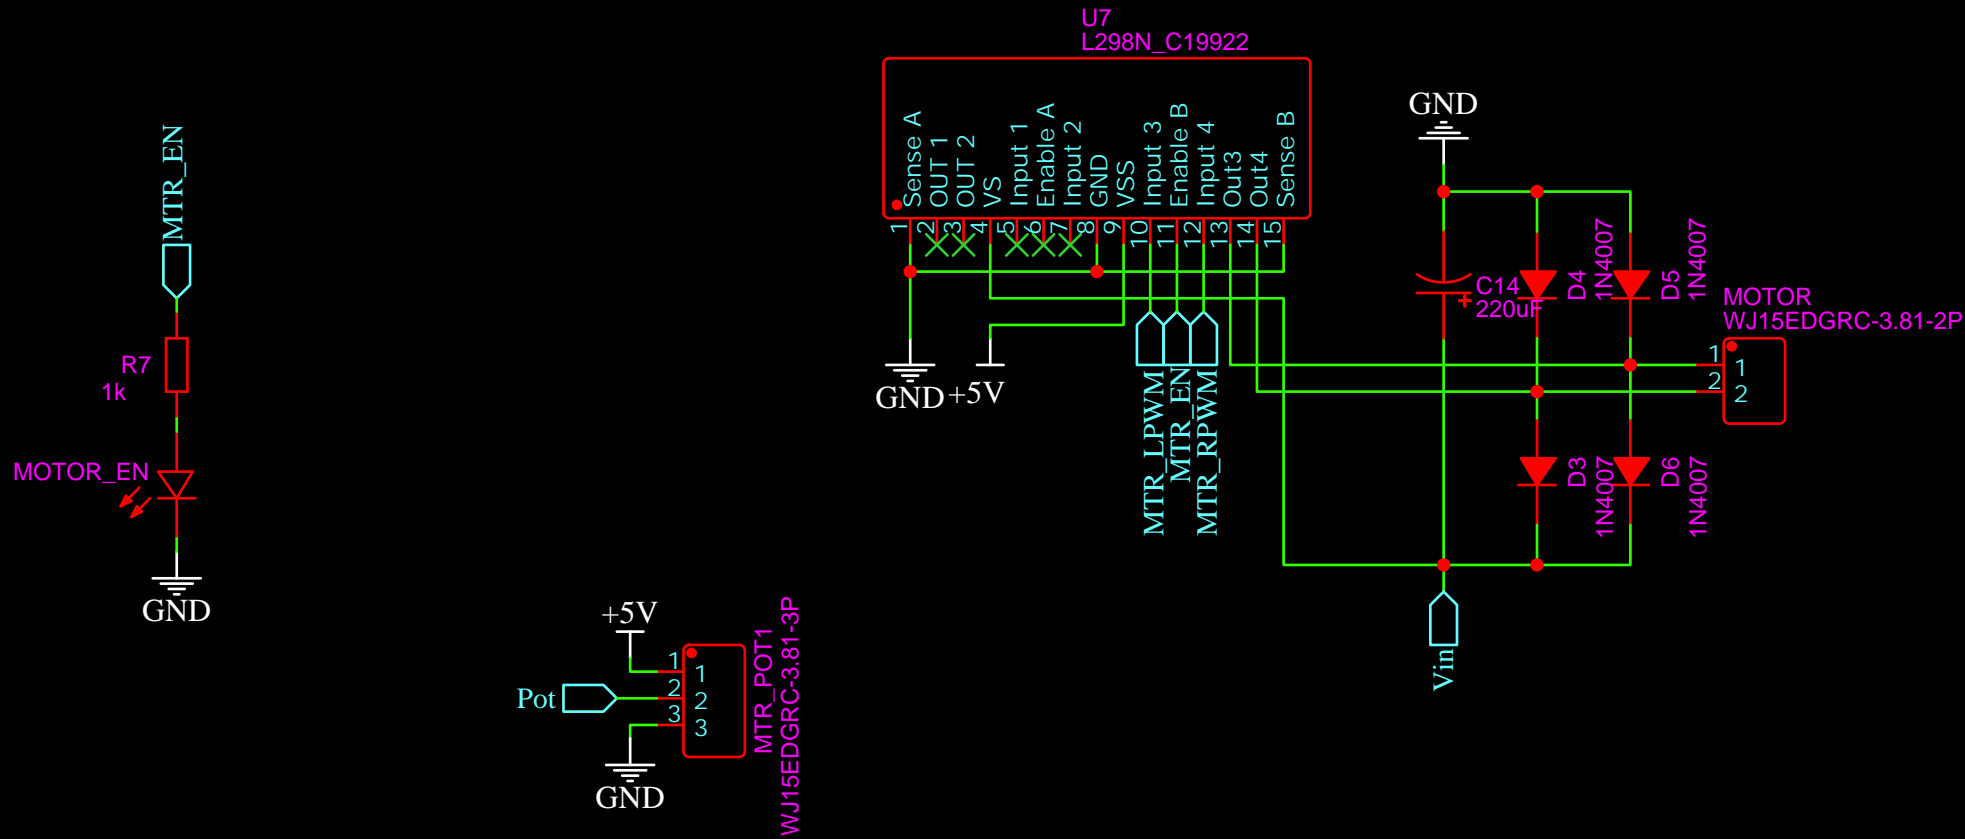 U7
L298N_C19922
Sense A
OUT 1
OUT 2
VS
Input 1
Enable A
Input 2
GND
VSS
Input 3
Enable B
Input 4
Out3
Out4
Sense B
1
2
3
4
5
6
7
8
9
10
11
12
13
14
15
GND
+5V
MTR_LPWM
MTR_EN
MTR_RPWM
MTR_EN
R7
1k
MOTOR_EN
GND
+5V
Pot
1
2
3
1
2
3
GND
MTR_POT1
WJ15EDGRC-3.81-3P
GND
C14
220uF
+
D4
1N4007
D5
1N4007
MOTOR
WJ15EDGRC-3.81-2P
1
2
1
2
D3
1N4007
D6
1N4007
Vin